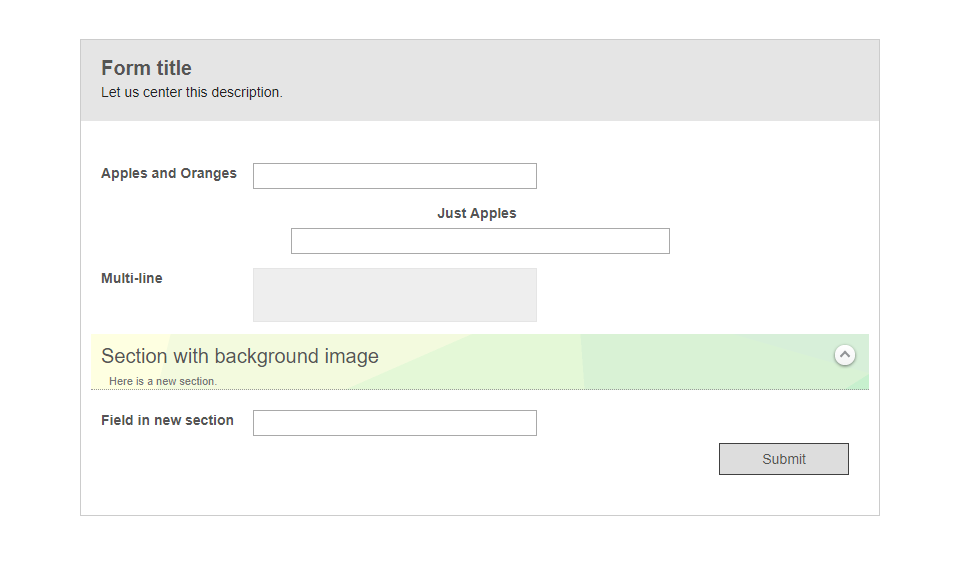 Form title
Let us center this description.
Apples and Oranges
Just Apples
Multi-line
Section with background image
Here is a new section.
Field in new section
Submit